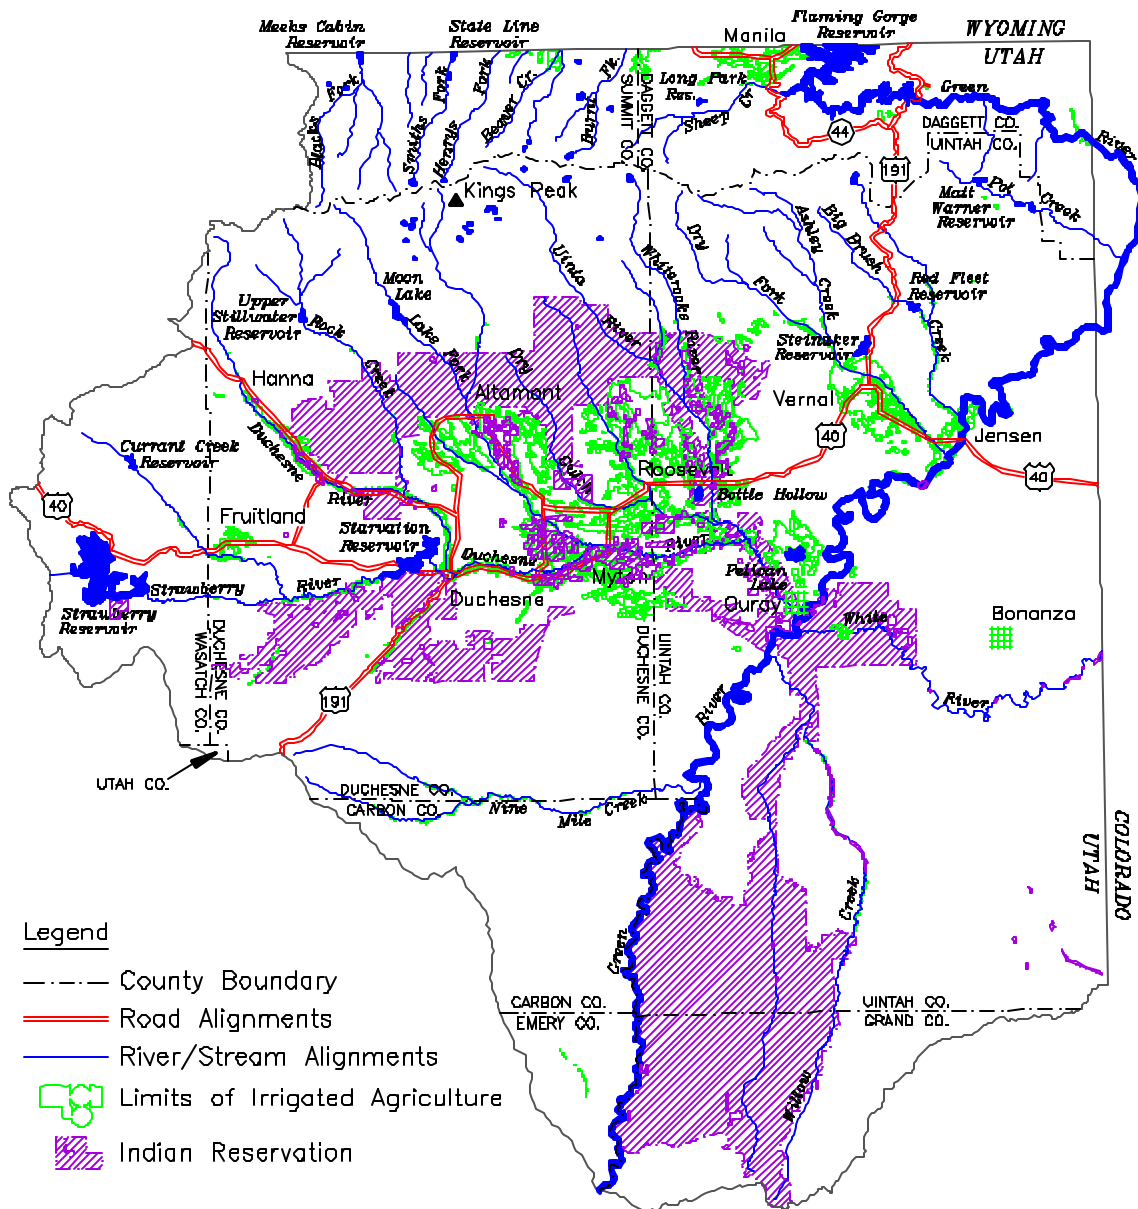 Meeks Cabin
Reservoir
State Line
Reservoir
Flaming Gorge
Reservoir
Manila
WYOMING
UTAH
Blacks Fork
Smiths Fork
Henrys Fork
Beaver Cr.
Burnt Fk.
SUMMIT CO.
DAGGETT CO.
Long Park
Res.
Sheep Cr.
Green River
44
191
DAGGETT CO.
UINTAH CO.
Kings Peak
Matt
Warner
Reservoir
Pot Creek
Uinta River
Whiterocks River
Dry Fork
Ashley Creek
Big Brush Creek
Red Fleet
Reservoir
Moon
Lake
Upper
Stillwater
Reservoir
Rock Creek
Lake Fork
Dry Gulch
Steinaker
Reservoir
Hanna
Altamont
Vernal
40
Jensen
40
Currant Creek
Reservoir
Duchesne River
Roosevelt
Bottle Hollow
40
Fruitland
Starvation
Reservoir
Duchesne River
Strawberry River
Strawberry
Reservoir
Duchesne
Myton
Pelican
Lake
Ouray
White River
Bonanza
DUCHESNE CO.
WASATCH CO.
UINTAH CO.
DUCHESNE CO.
191
River
UTAH CO.
DUCHESNE CO.
CARBON CO.
Nine Mile Creek
COLORADO
UTAH
Green
Willow Creek
CARBON CO.
EMERY CO.
UINTAH CO.
GRAND CO.
Legend
County Boundary
Road Alignments
River/Stream Alignments
Limits of Irrigated Agriculture
Indian Reservation